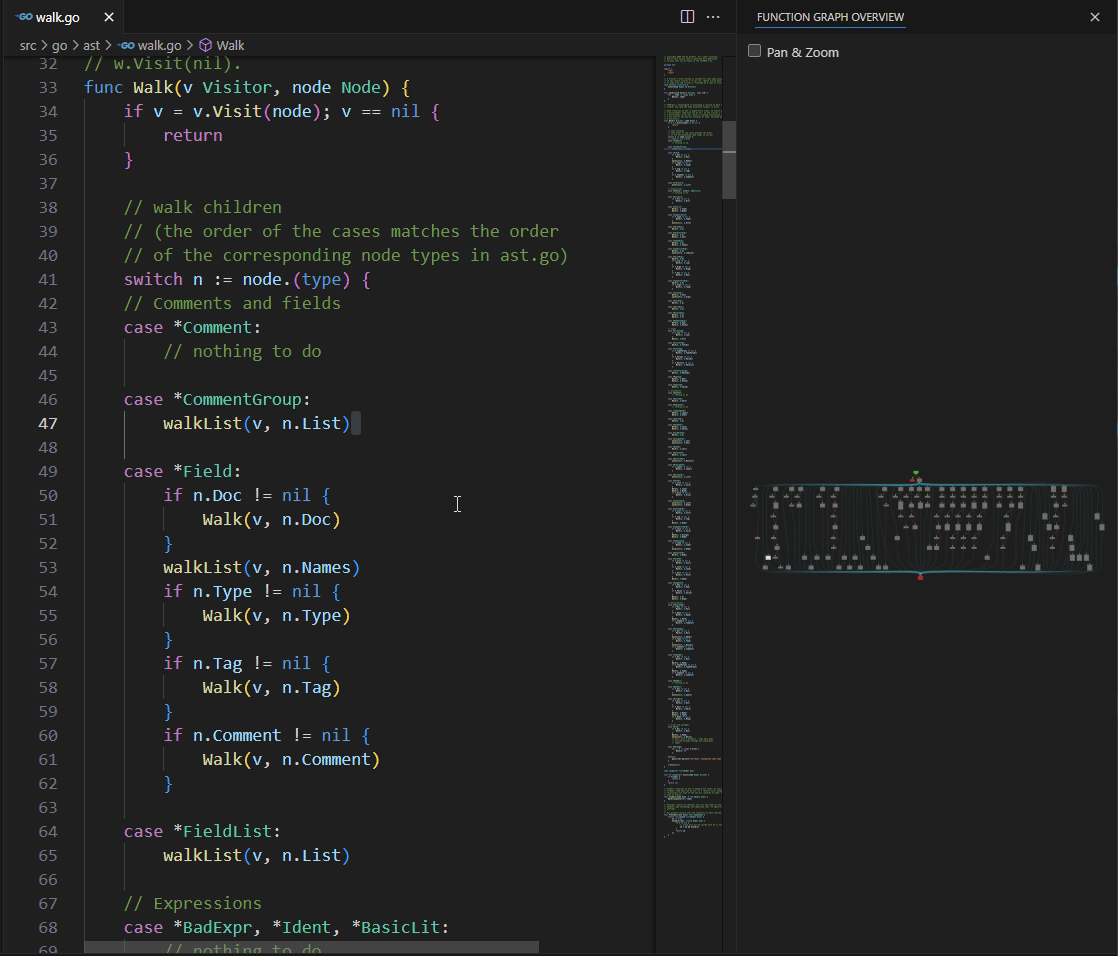 GO walk.go
FUNCTION GRAPH OVERVIEW
src > go > ast > GO walk.go > Walk
Pan & Zoom
32 // w.Visit(nil).
33 func Walk(v Visitor, node Node) {
34 if v = v.Visit(node); v == nil {
35 return
36 }
37
38 // walk children
39 // (the order of the cases matches the order
40 // of the corresponding node types in ast.go)
41 switch n := node.(type) {
42 // Comments and fields
43 case *Comment:
44 // nothing to do
45
46 case *CommentGroup:
47 walkList(v, n.List)
48
49 case *Field:
50 if n.Doc != nil {
51 Walk(v, n.Doc)
52 }
53 walkList(v, n.Names)
54 if n.Type != nil {
55 Walk(v, n.Type)
56 }
57 if n.Tag != nil {
58 Walk(v, n.Tag)
59 }
60 if n.Comment != nil {
61 Walk(v, n.Comment)
62 }
63
64 case *FieldList:
65 walkList(v, n.List)
66
67 // Expressions
68 case *BadExpr, *Ident, *BasicLit:
69 // nothing to do